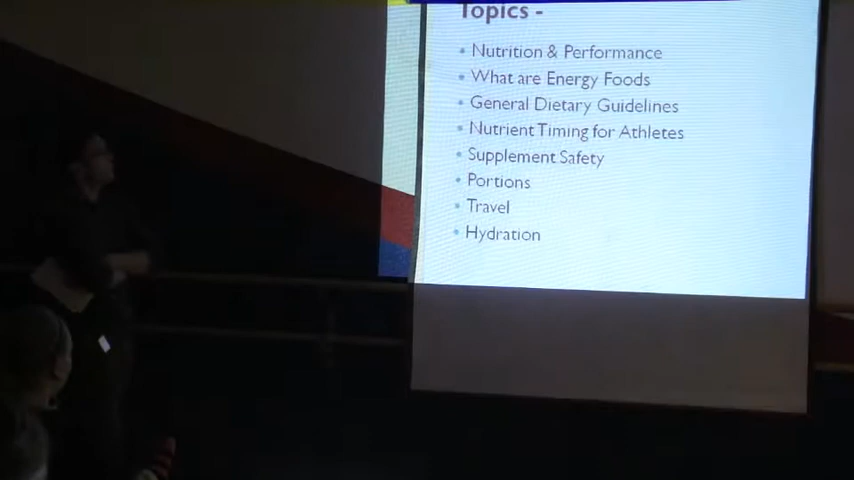 Topics -
Nutrition & Performance
What are Energy Foods
General Dietary Guidelines
Nutrient Timing for Athletes
Supplement Safety
Portions
Travel
Hydration